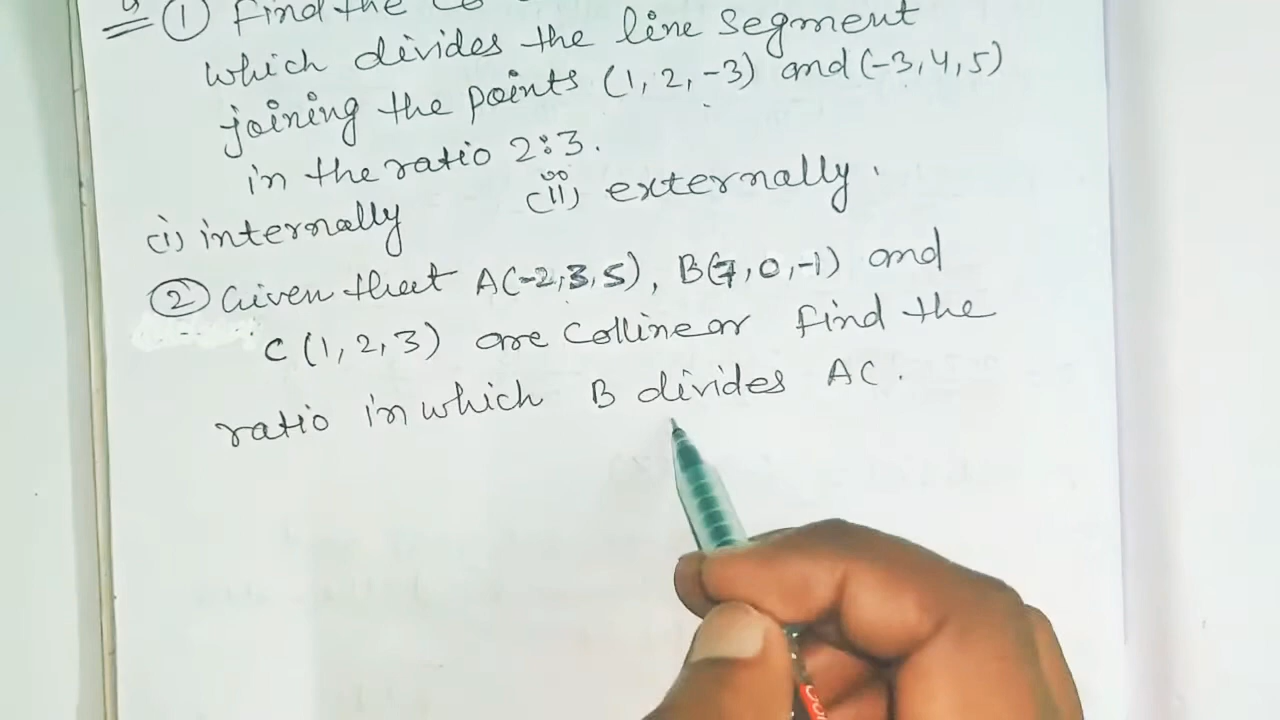 ① Find the
which divides the line segment
joining the points (1, 2, -3) and (-3, 4, 5)
in the ratio 2:3.
(i) internally (ii) externally.
② Given that A(-2, 3, 5), B(7, 0, -1) and
C (1, 2, 3) are collinear find the
ratio in which B divides AC.